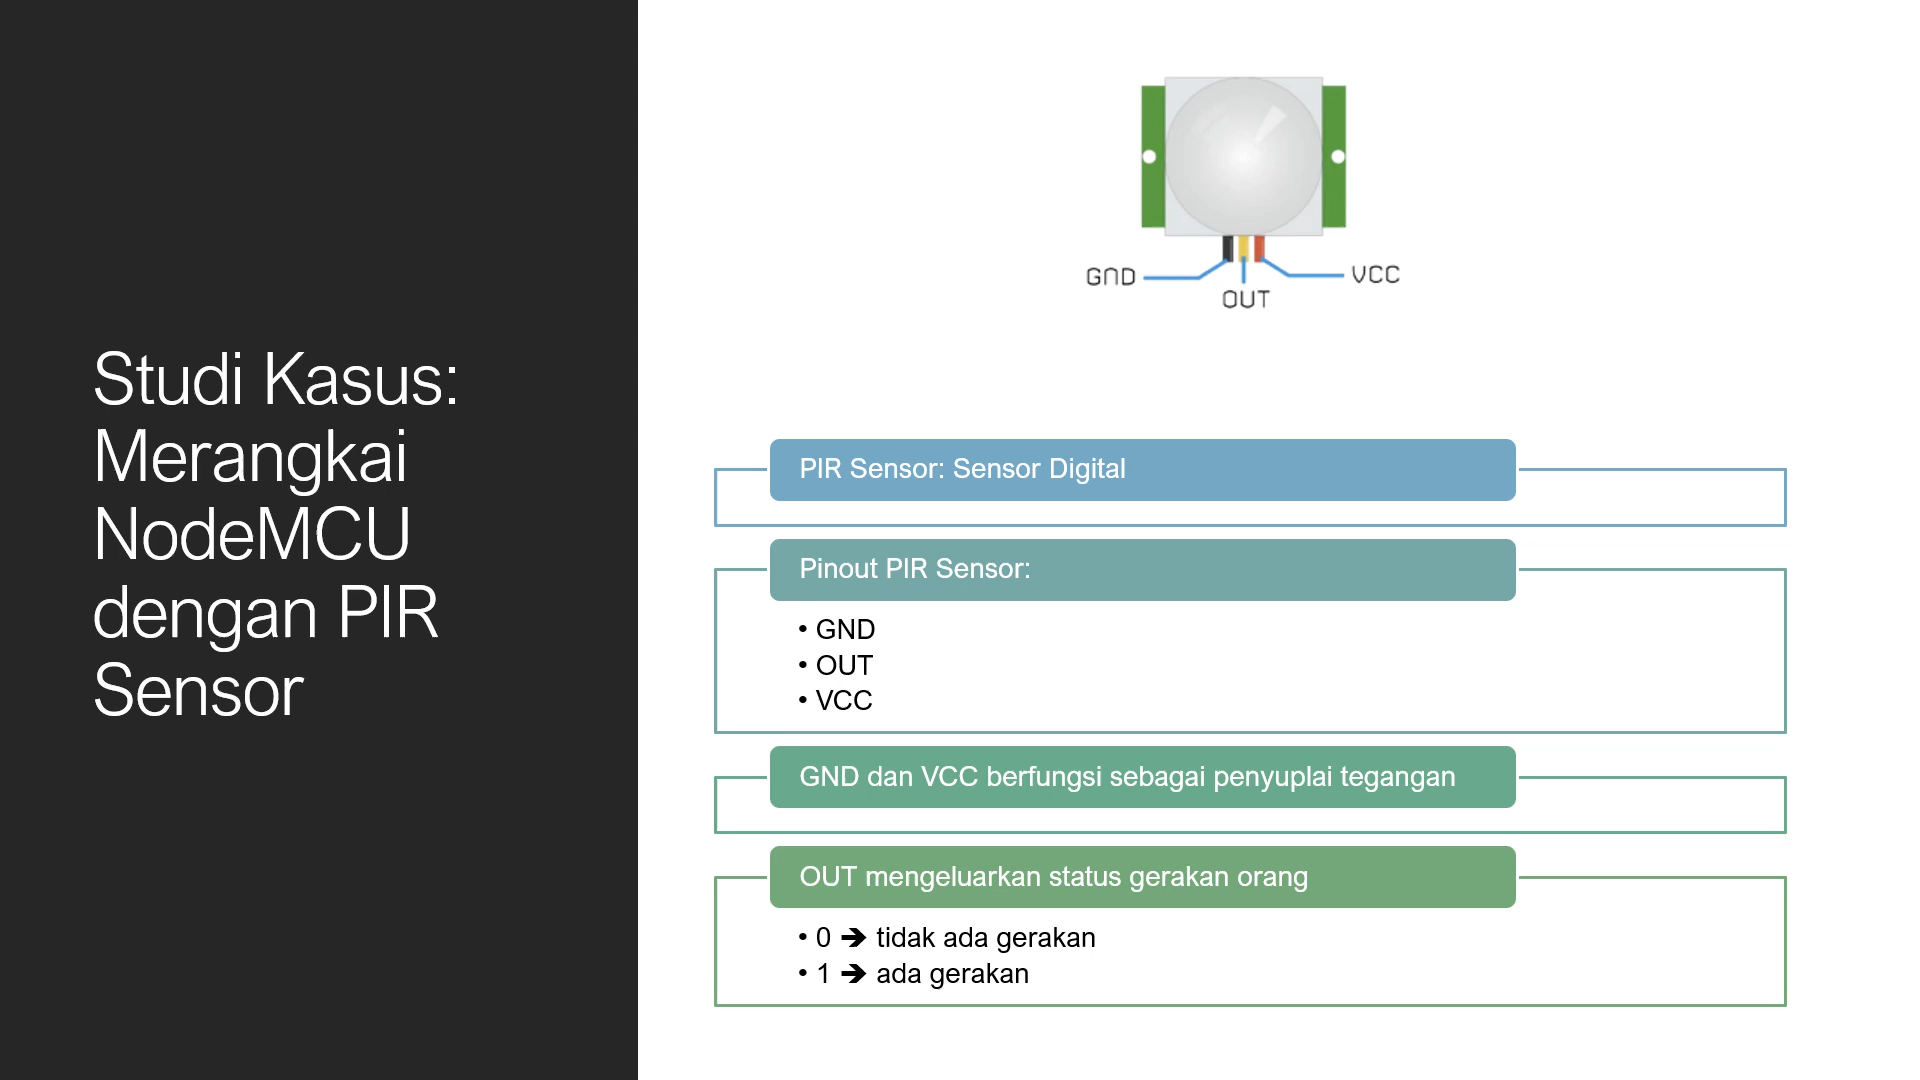 Studi Kasus:
Merangkai
NodeMCU
dengan PIR
Sensor
GND
OUT
VCC
PIR Sensor: Sensor Digital
Pinout PIR Sensor:
• GND
• OUT
• VCC
GND dan VCC berfungsi sebagai penyuplai tegangan
OUT mengeluarkan status gerakan orang
• 0 ➔ tidak ada gerakan
• 1 ➔ ada gerakan